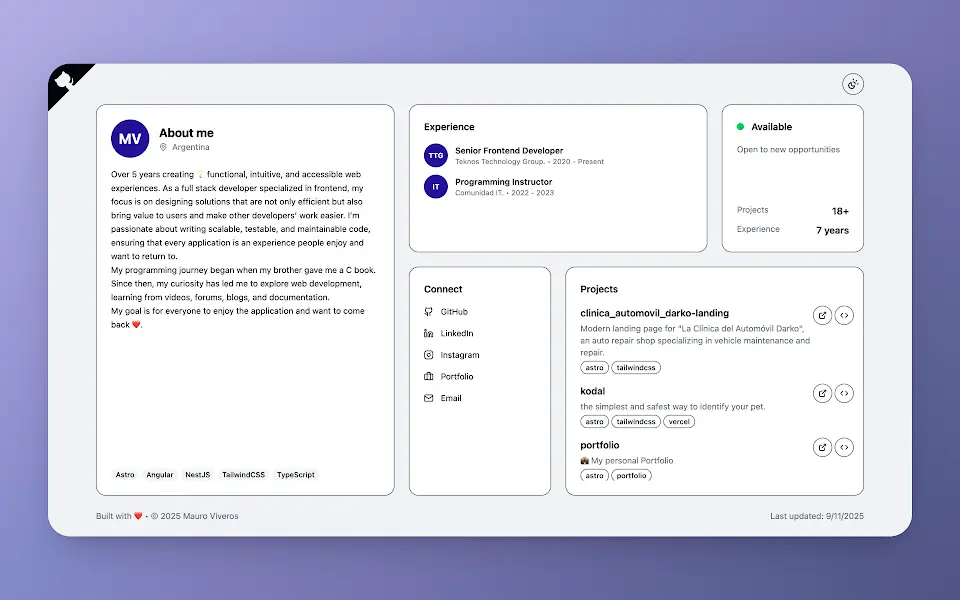 MV
About me
Argentina
Over 5 years creating 💡 functional, intuitive, and accessible web
experiences. As a full stack developer specialized in frontend, my
focus is on designing solutions that are not only efficient but also
bring value to users and make other developers' work easier. I'm
passionate about writing scalable, testable, and maintainable code,
ensuring that every application is an experience people enjoy and
want to return to.
My programming journey began when my brother gave me a C book.
Since then, my curiosity has led me to explore web development,
learning from videos, forums, blogs, and documentation.
My goal is for everyone to enjoy the application and want to come
back ❤️.
Astro Angular NestJS TailwindCSS TypeScript
Experience
TTG
Senior Frontend Developer
Teknos Technology Group. • 2020 - Present
IT
Programming Instructor
Comunidad IT. • 2022 - 2023
Available
Open to new opportunities
Projects 18+
Experience 7 years
Connect
GitHub
LinkedIn
Instagram
Portfolio
Email
Projects
clinica_automovil_darko-landing
Modern landing page for "La Clínica del Automóvil Darko",
an auto repair shop specializing in vehicle maintenance and
repair.
astro tailwindcss
kodal
the simplest and safest way to identify your pet.
astro tailwindcss vercel
portfolio
💼 My personal Portfolio
astro portfolio
Built with ❤️ • © 2025 Mauro Viveros
Last updated: 9/11/2025